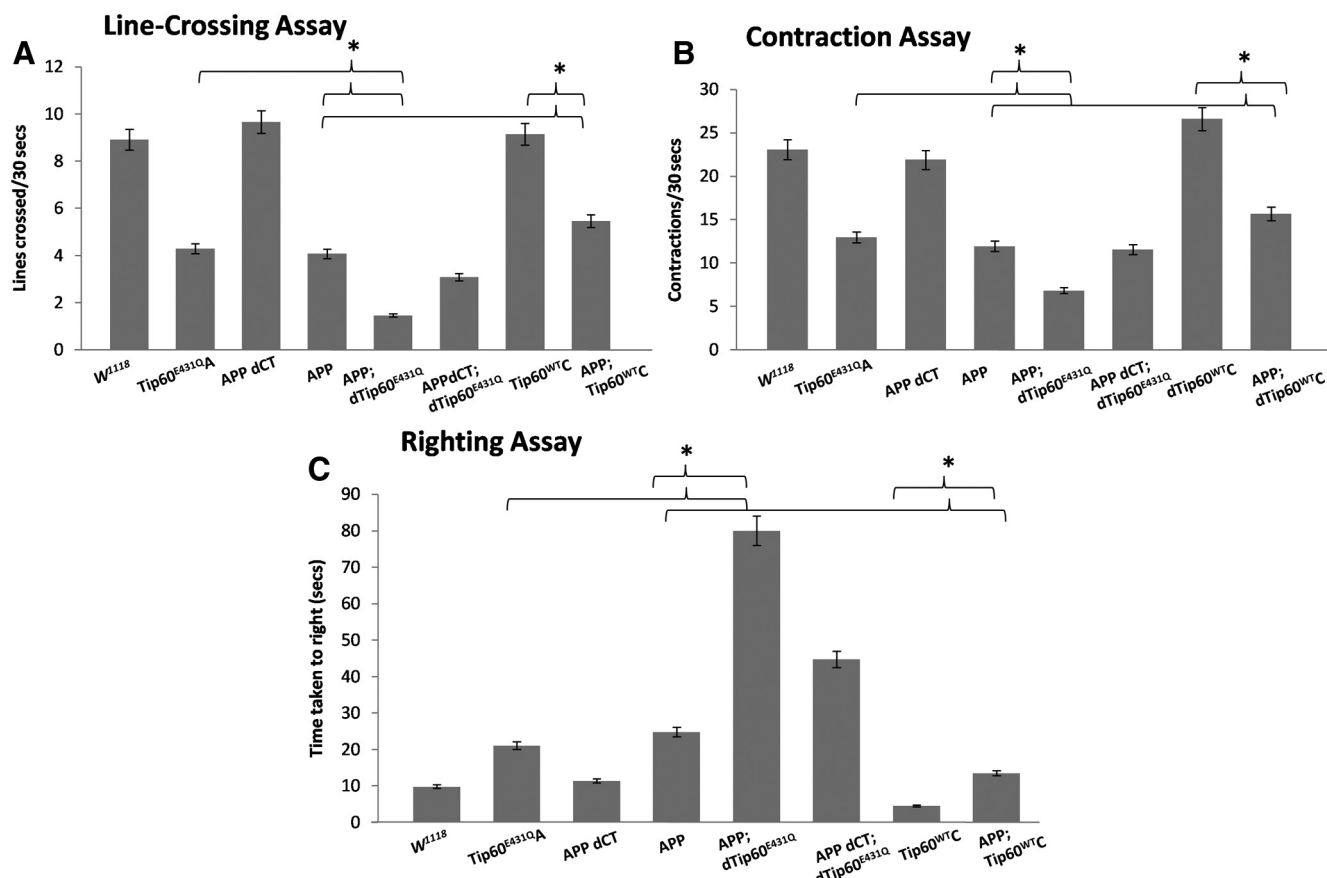 Line-Crossing Assay
A
*
*
12
10
8
6
4
2
0
Lines crossed/30 secs
W1118
Tip60E431QA
APP dCT
APP
APP;
dTip60E431Q
APPdCT;
dTip60E431Q
Tip60WTC
APP;
Tip60WTC
Contraction Assay
B
*
*
30
25
20
15
10
5
0
Contractions/30 secs
W1118
Tip60E431QA
APP dCT
APP
APP;
dTip60E431Q
APP dCT;
dTip60E431Q
dTip60WTC
APP;
dTip60WTC
Righting Assay
C
*
*
90
80
70
60
50
40
30
20
10
0
Time taken to right (secs)
W1118
Tip60E431QA
APP dCT
APP
APP;
dTip60E431Q
APP dCT;
dTip60E431Q
Tip60WTC
APP;
Tip60WTC